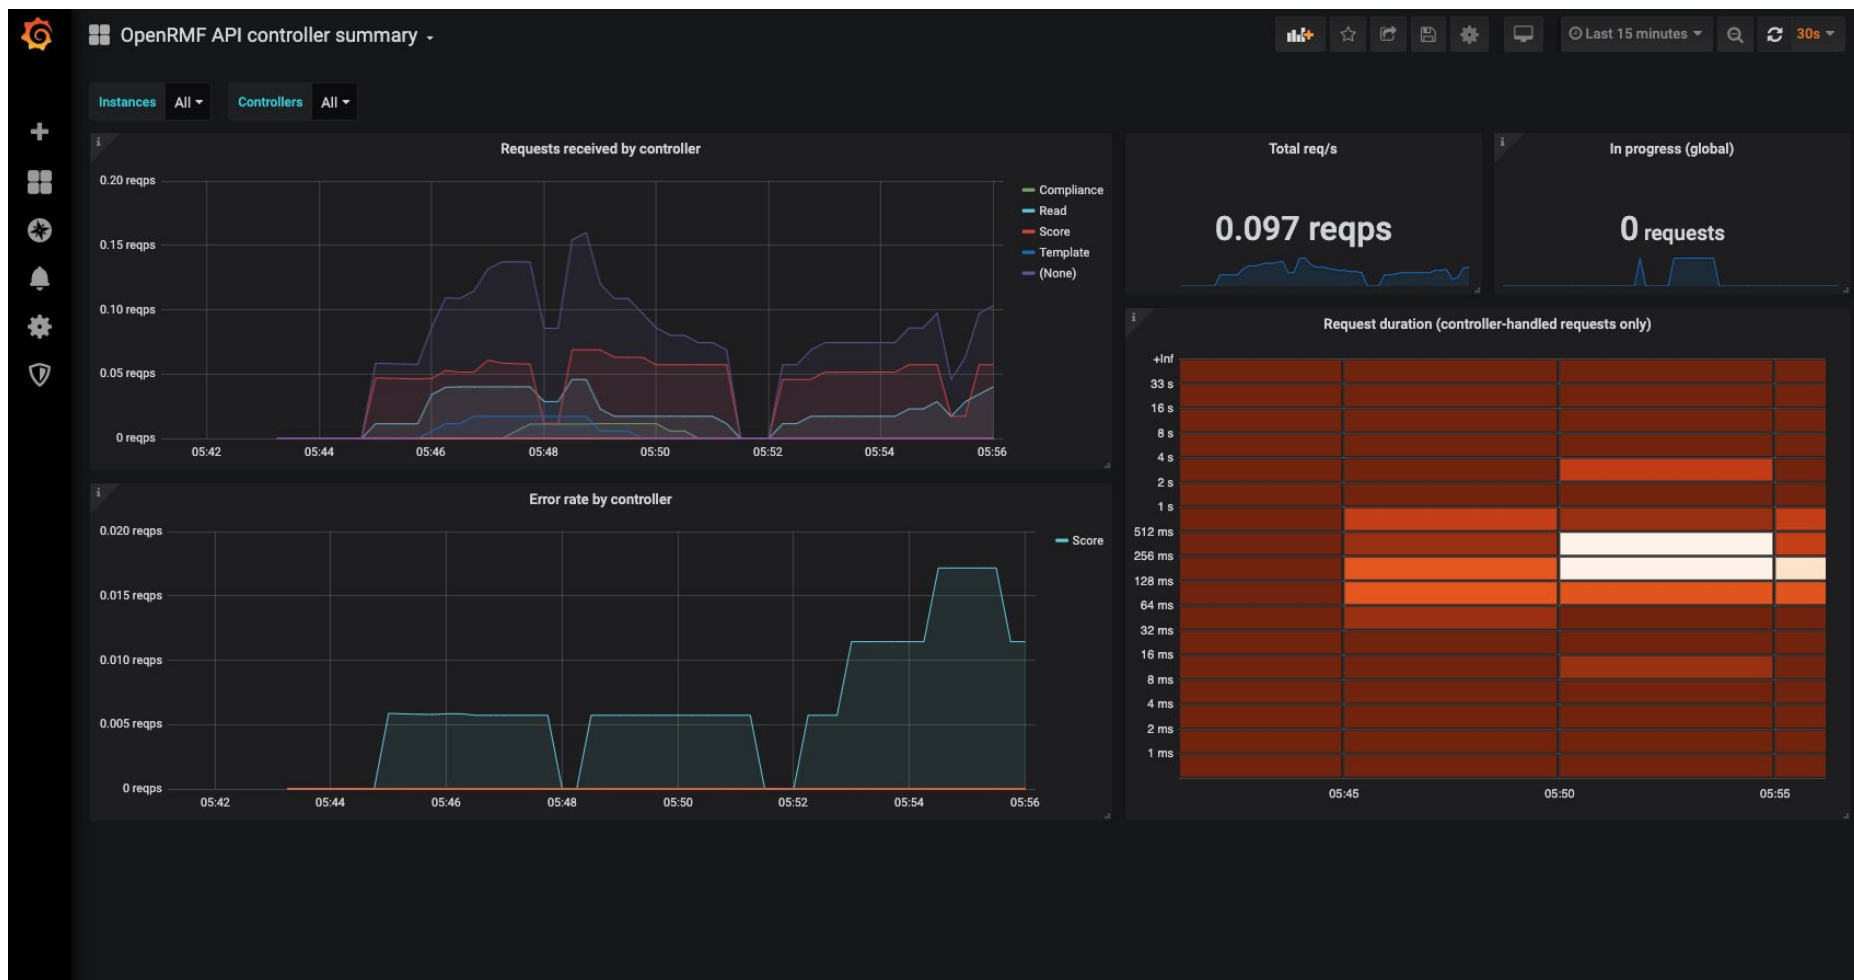 OpenRMF API controller summary
Last 15 minutes
30s
Instances All Controllers All
Requests received by controller
0.20 reqps
0.15 reqps
0.10 reqps
0.05 reqps
0 reqps
05:42 05:44 05:46 05:48 05:50 05:52 05:54 05:56
Compliance
Read
Score
Template
(None)
Total req/s
0.097 reqps
In progress (global)
0 requests
Error rate by controller
0.020 reqps
0.015 reqps
0.010 reqps
0.005 reqps
0 reqps
05:42 05:44 05:46 05:48 05:50 05:52 05:54 05:56
Score
Request duration (controller-handled requests only)
+Inf
33 s
16 s
8 s
4 s
2 s
1 s
512 ms
256 ms
128 ms
64 ms
32 ms
16 ms
8 ms
4 ms
2 ms
1 ms
05:45 05:50 05:55